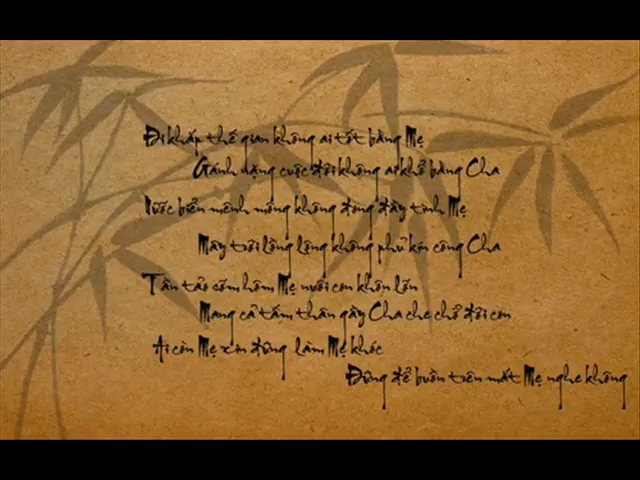 Đi khắp thế gian không ai tốt bằng Mẹ
Gánh nặng cuộc đời không ai khổ bằng Cha
Nước biển mênh mông không đong đầy tình Mẹ
Mây trời lồng lộng không phủ kín công Cha
Tần tảo sớm hôm Mẹ nuôi con khôn lớn
Mang cả tấm thân gầy Cha che chở đời con
Ai còn Mẹ xin đừng làm Mẹ khóc
Đừng để buồn trên mắt Mẹ nghe không